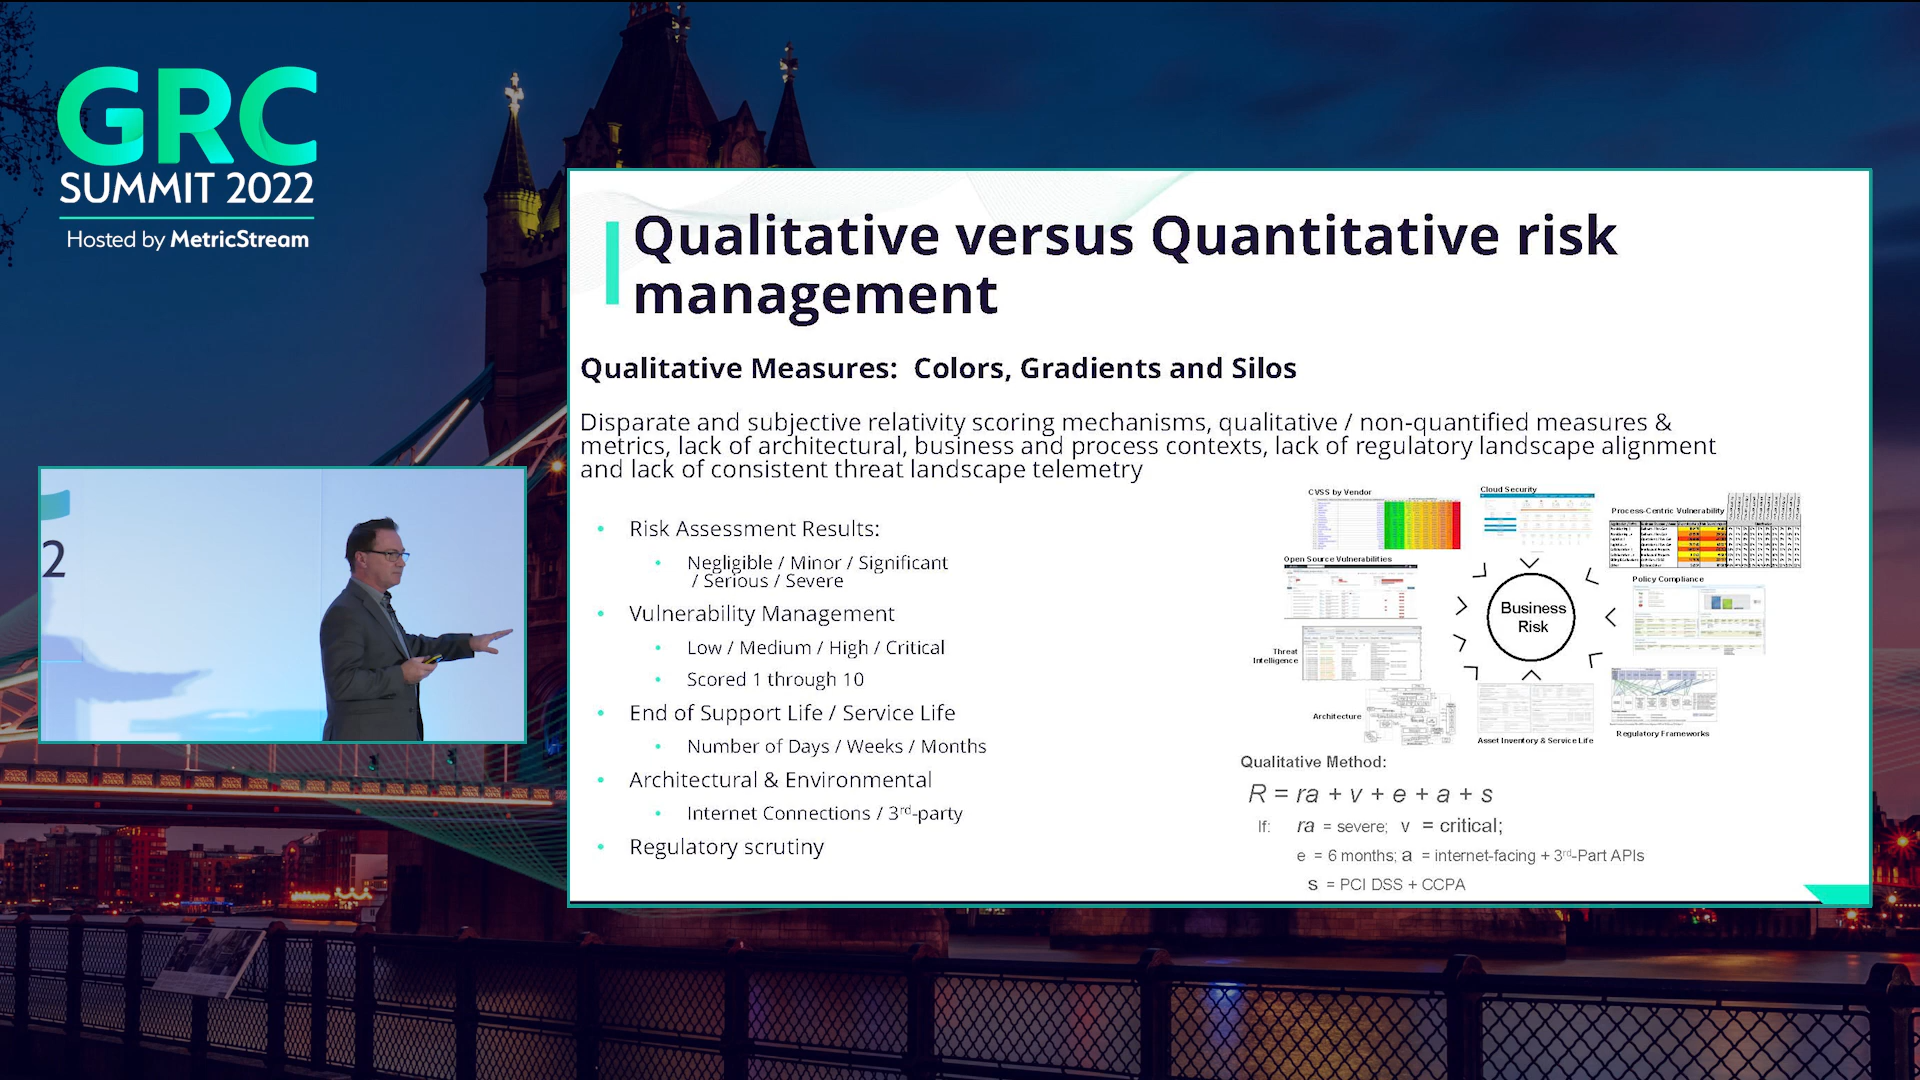 GRC
SUMMIT 2022
Hosted by MetricStream
2
Qualitative versus Quantitative risk
management
Qualitative Measures: Colors, Gradients and Silos
Disparate and subjective relativity scoring mechanisms, qualitative / non-quantified measures &
metrics, lack of architectural, business and process contexts, lack of regulatory landscape alignment
and lack of consistent threat landscape telemetry
• Risk Assessment Results:
• Negligible / Minor / Significant
/ Serious / Severe
• Vulnerability Management
• Low / Medium / High / Critical
• Scored 1 through 10
• End of Support Life / Service Life
• Number of Days / Weeks / Months
• Architectural & Environmental
• Internet Connections / 3rd-party
• Regulatory scrutiny
CVSS by Vendor
Cloud Security
Process-Centric Vulnerability
Open Source Vulnerabilities
Policy Compliance
Business
Risk
Threat
Intelligence
Architecture
Asset Inventory & Service Life
Regulatory Frameworks
Qualitative Method:
R = ra + v + e + a + s
If: ra = severe; v = critical;
e = 6 months; a = internet-facing + 3rd-Part APIs
s = PCI DSS + CCPA